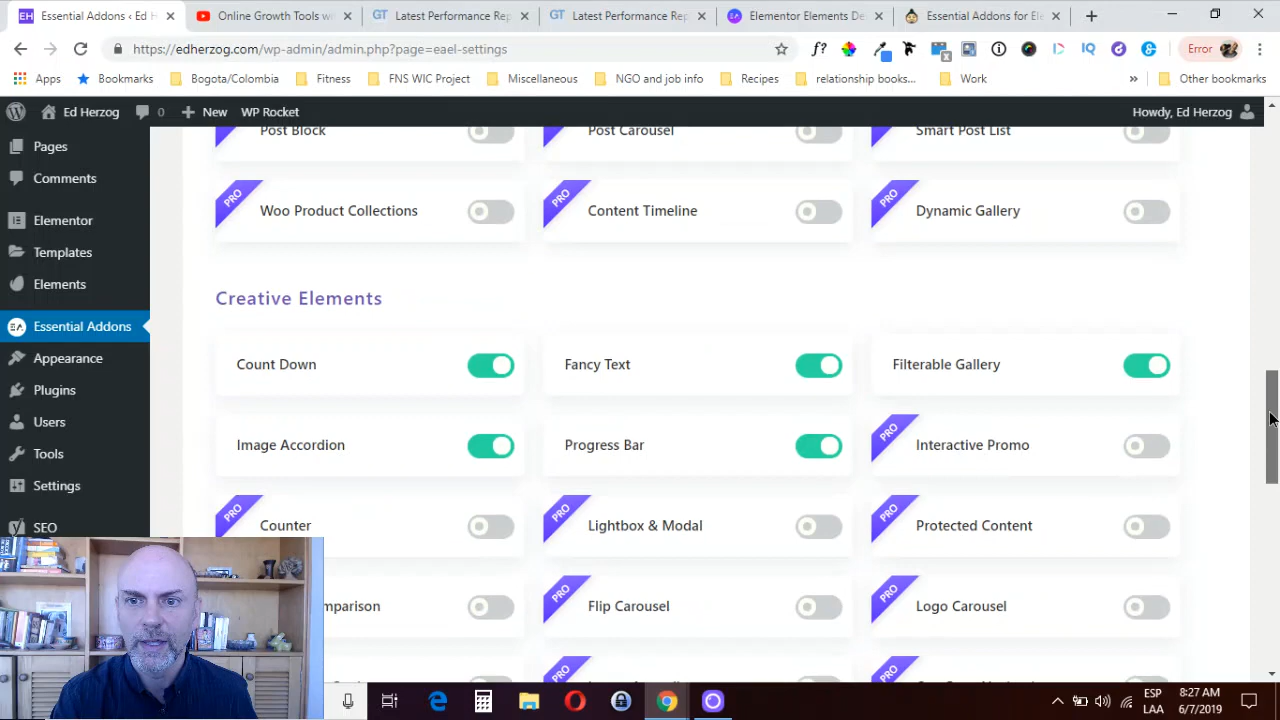 Essential Addons ‹ Ed H
Online Growth Tools wi
Latest Performance Rep
Latest Performance Rep
Elementor Elements De
Essential Addons for El
https://edherzog.com/wp-admin/admin.php?page=eael-settings
f?
IQ
Error
Apps
Bookmarks
Bogota/Colombia
Fitness
FNS WIC Project
Miscellaneous
NGO and job info
Recipes
relationship books...
Work
»
Other bookmarks
Ed Herzog
0
New
WP Rocket
Howdy, Ed Herzog
Pages
Comments
Elementor
Templates
Elements
Essential Addons
Appearance
Plugins
Users
Tools
Settings
SEO
Post Block
Post Carousel
Smart Post List
PRO Woo Product Collections
PRO Content Timeline
PRO Dynamic Gallery
Creative Elements
Count Down
Fancy Text
Filterable Gallery
Image Accordion
Progress Bar
PRO Interactive Promo
PRO Counter
PRO Lightbox & Modal
PRO Protected Content
mparison
PRO Flip Carousel
PRO Logo Carousel
PRO
PRO
ESP
LAA
8:27 AM
6/7/2019